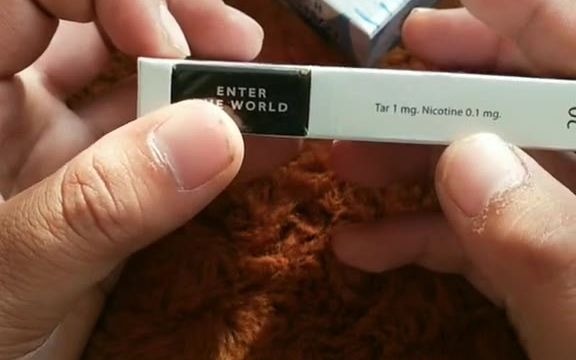 ENTER
WORLD
Tar 1 mg. Nicotine 0.1 mg.